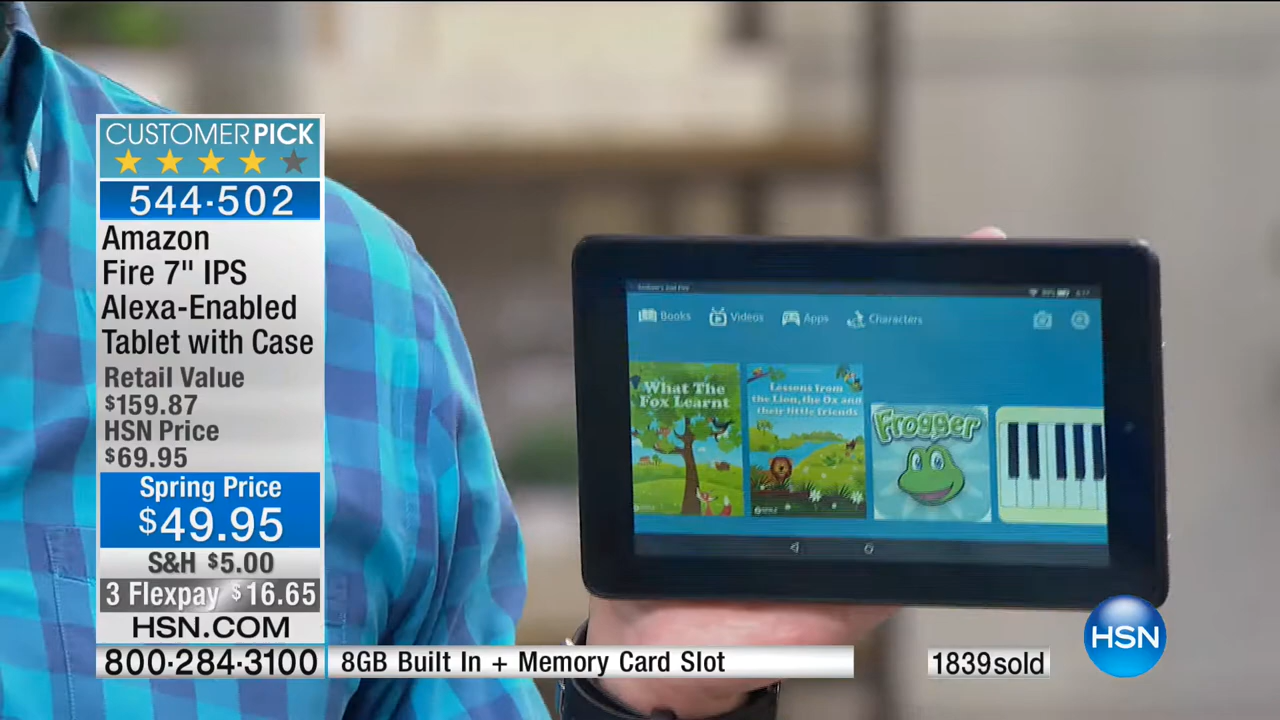 CUSTOMERPICK
544-502
Amazon
Fire 7" IPS
Alexa-Enabled
Tablet with Case
Retail Value
$159.87
HSN Price
$69.95
Spring Price
$49.95
S&H $5.00
3 Flexpay $16.65
HSN.COM
800-284-3100
8GB Built In + Memory Card Slot
1839sold
HSN
Books
Videos
Apps
Characters
What The
Fox Learnt
Lessons from
the Lion, the Ox and
their little friends
Frogger